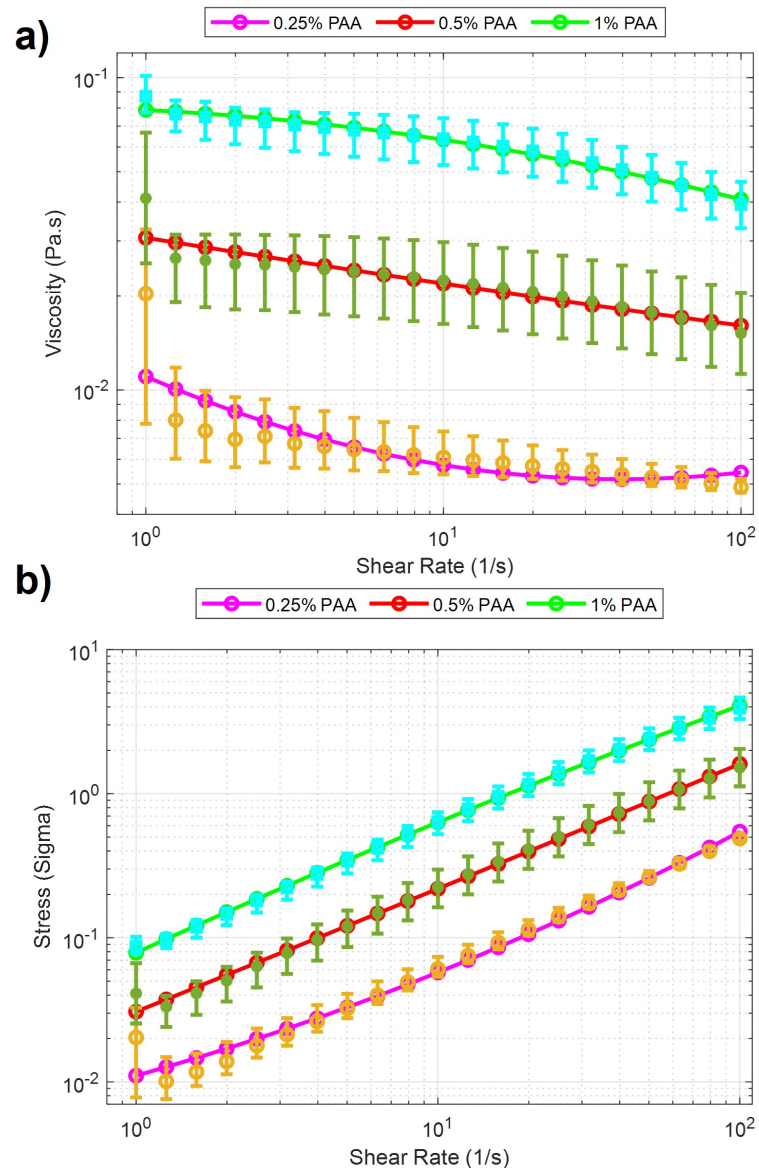 a)
0.25% PAA 0.5% PAA 1% PAA
10^-1
10^-2
Viscosity (Pa.s)
10^0 10^1 10^2
Shear Rate (1/s)
b)
0.25% PAA 0.5% PAA 1% PAA
10^1
10^0
10^-1
10^-2
Stress (Sigma)
10^0 10^1 10^2
Shear Rate (1/s)